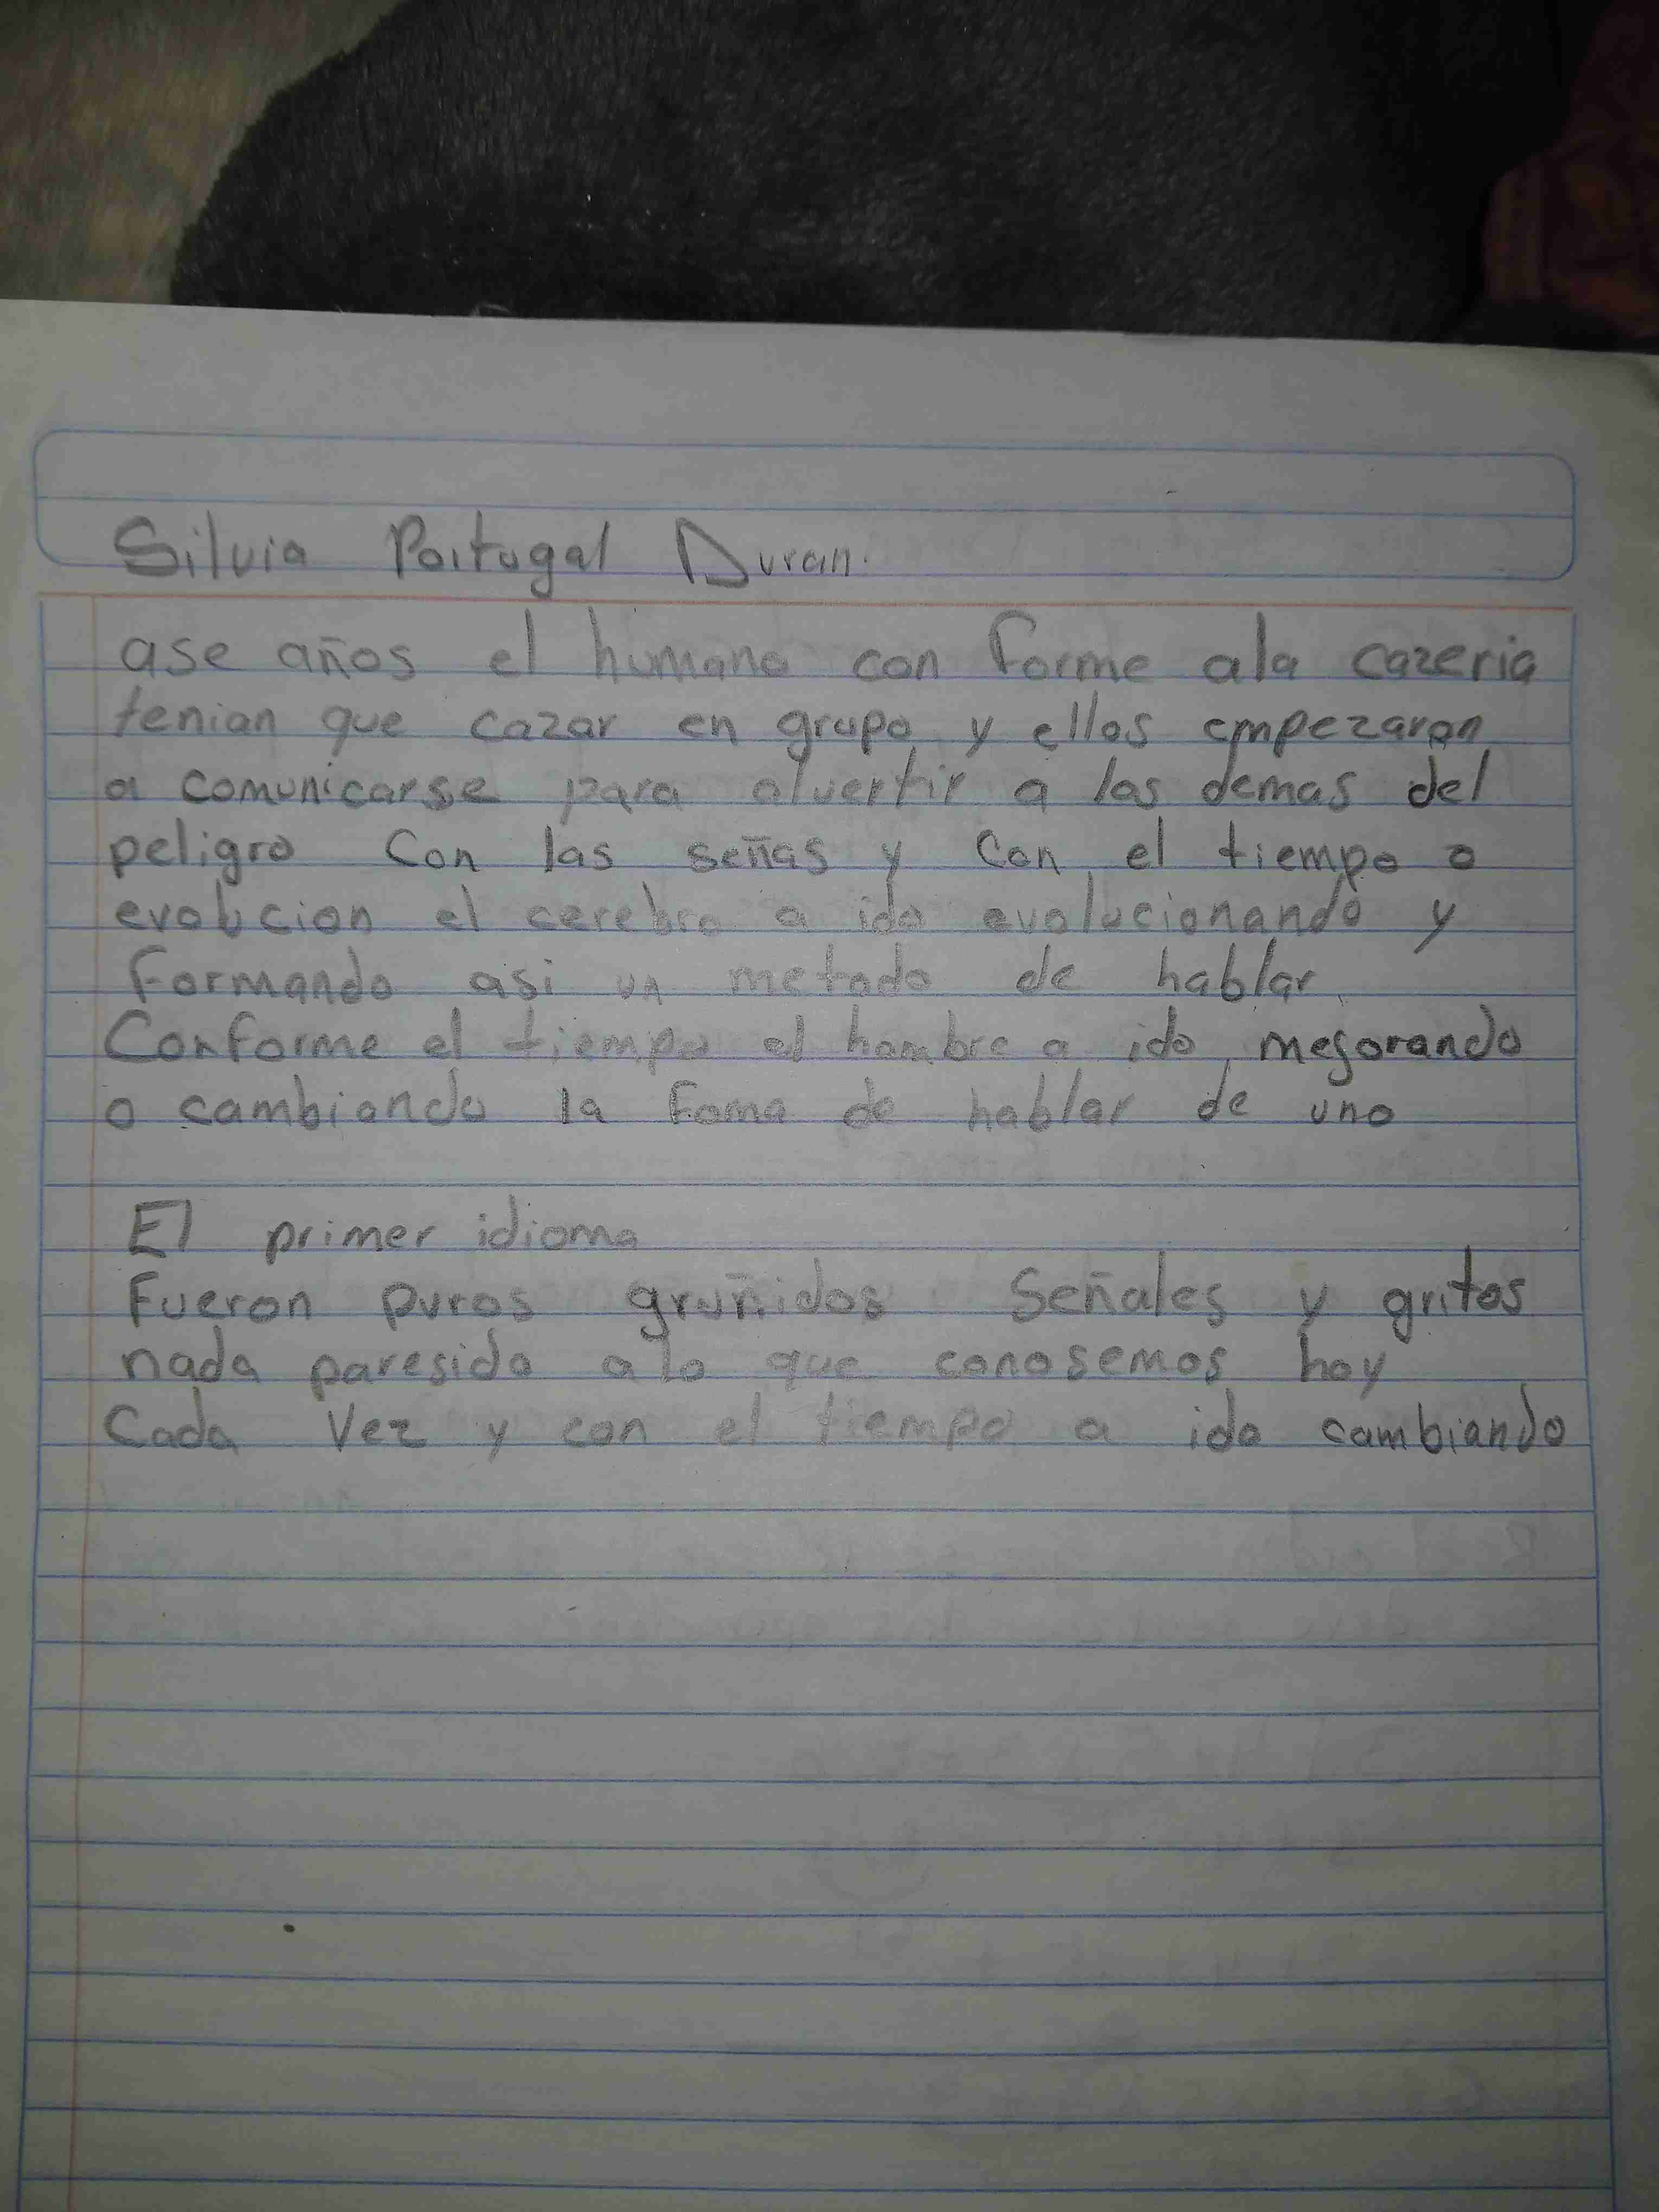 Silvia Portugal Duran.
ase años el humano con forme ala cazeria
tenian que cazar en grupo y ellos empezaron
a comunicarse para alvertir a los demas del
peligro Con las señas y Con el tiempo o
evolucion el cerebro a ido evolucionando y
Formando asi un metodo de hablar.
Conforme el tiempo el hombre a ido mejorando
o cambiando la Foma de hablar de uno
El primer idioma
Fueron puros gruñidos Señales y gritos
nada paresido alo que conosemos hoy
Cada Vez y con el tiempo a ido cambiando